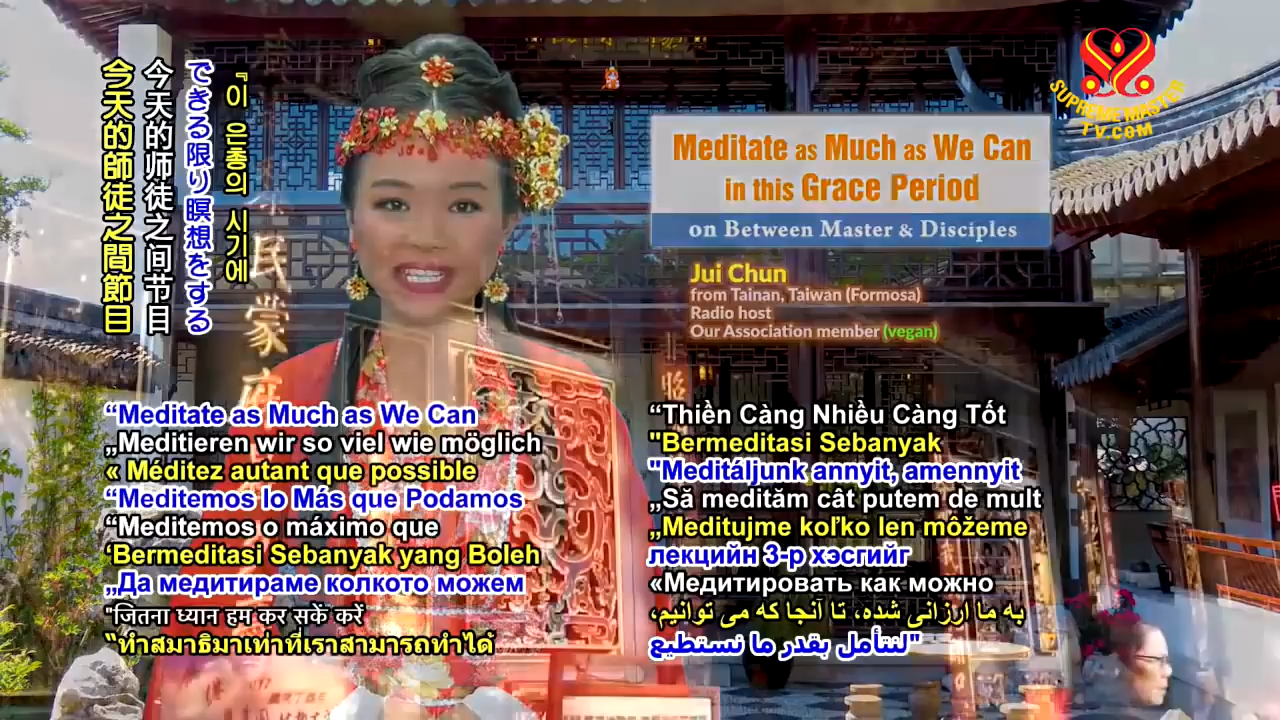 今天的師徒之間節目
今天的师徒之间节目
できる限り瞑想をする
『이 은총의 시기에
SUPREME MASTER
TV.COM
Meditate as Much as We Can
in this Grace Period
on Between Master & Disciples
Jui Chun
from Tainan, Taiwan (Formosa)
Radio host
Our Association member (vegan)
“Meditate as Much as We Can
„Meditieren wir so viel wie möglich
« Méditez autant que possible
“Meditemos lo Más que Podamos
“Meditemos o máximo que
‘Bermeditasi Sebanyak yang Boleh
„Да медитираме колкото можем
"जितना ध्यान हम कर सकें करें
“ทำสมาธิมาเท่าที่เราสามารถทำได้
“Thiền Càng Nhiều Càng Tốt
"Bermeditasi Sebanyak
"Meditáljunk annyit, amennyit
„Să medităm cât putem de mult
„Meditujme koľko len môžeme
лекцийн 3-р хэсгийг
«Медитировать как можно
به ما ارزانی شده، تا آنجا که می توانیم،
"لنتأمل بقدر ما نستطيع
民蒙